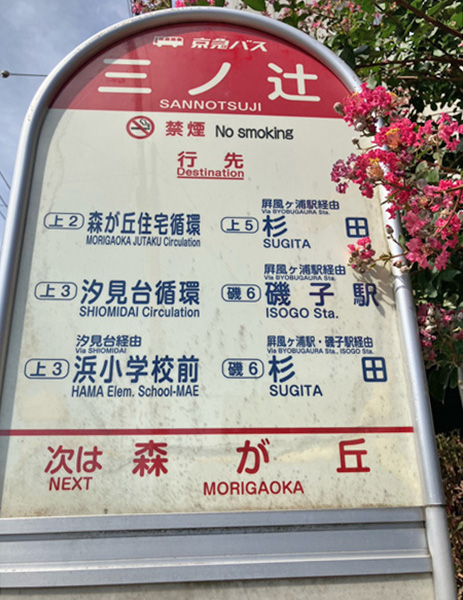 京急バス
三ノ辻
SANNOTSUJI
禁煙 No smoking
行先
Destination
上2 森が丘住宅循環
MORIGAOKA JUTAKU Circulation
屏風ヶ浦駅経由
Via BYOBUGAURA Sta.
上5 杉田
SUGITA
上3 汐見台循環
SHIOMIDAI Circulation
屏風ヶ浦駅経由
Via BYOBUGAURA Sta.
磯6 磯子駅
ISOGO Sta.
汐見台経由
Via SHIOMIDAI
上3 浜小学校前
HAMA Elem. School-MAE
屏風ヶ浦駅・磯子駅経由
Via BYOBUGAURA Sta., ISOGO Sta.
磯6 杉田
SUGITA
次は 森が丘
NEXT MORIGAOKA